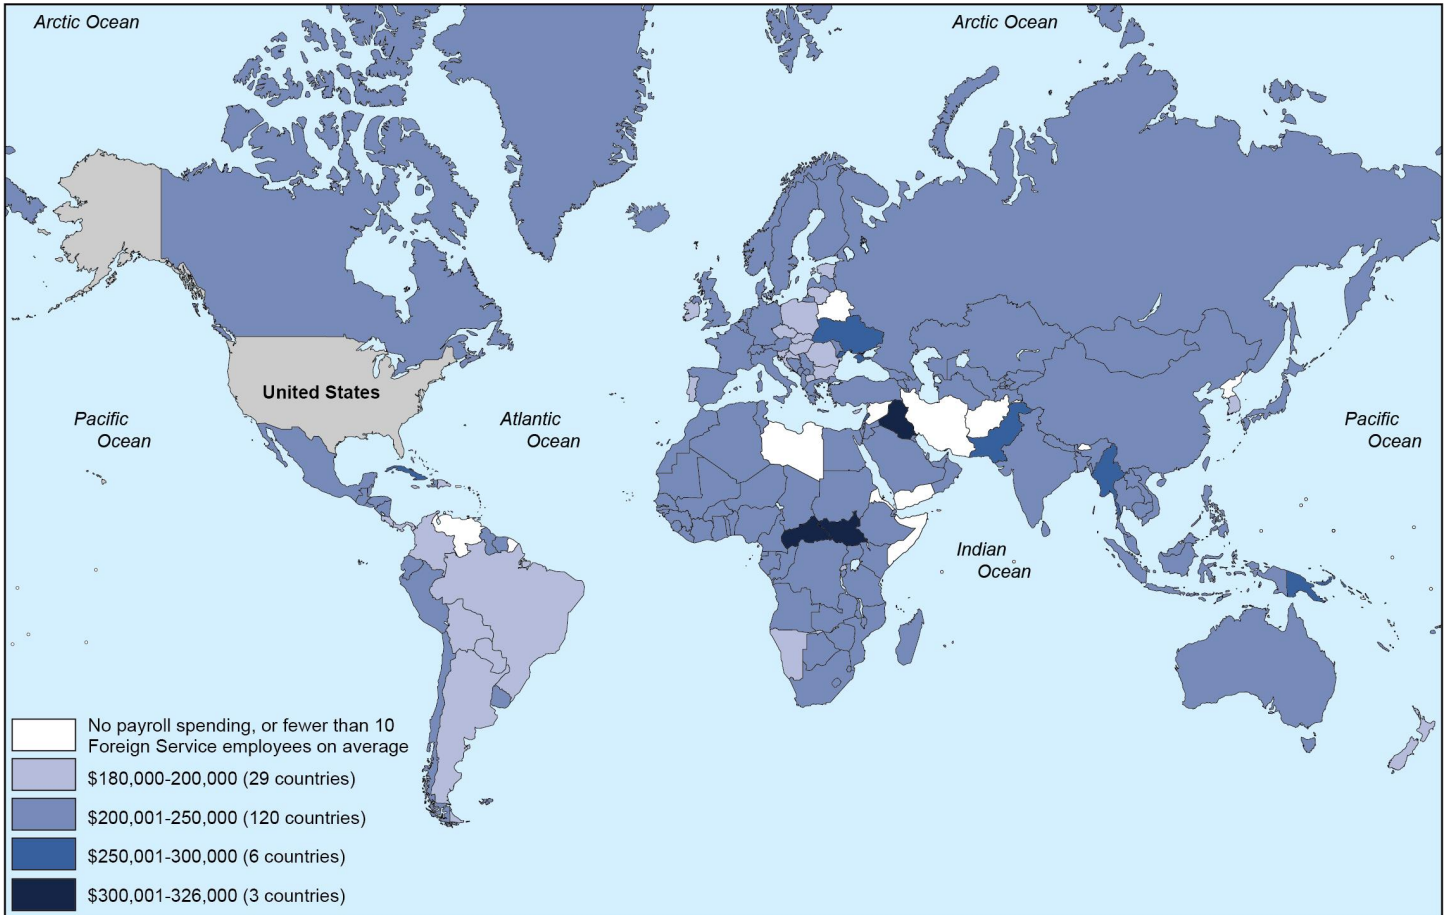 Arctic Ocean
Arctic Ocean
United States
Pacific
Ocean
Atlantic
Ocean
Pacific
Ocean
Indian
Ocean
No payroll spending, or fewer than 10
Foreign Service employees on average
$180,000-200,000 (29 countries)
$200,001-250,000 (120 countries)
$250,001-300,000 (6 countries)
$300,001-326,000 (3 countries)